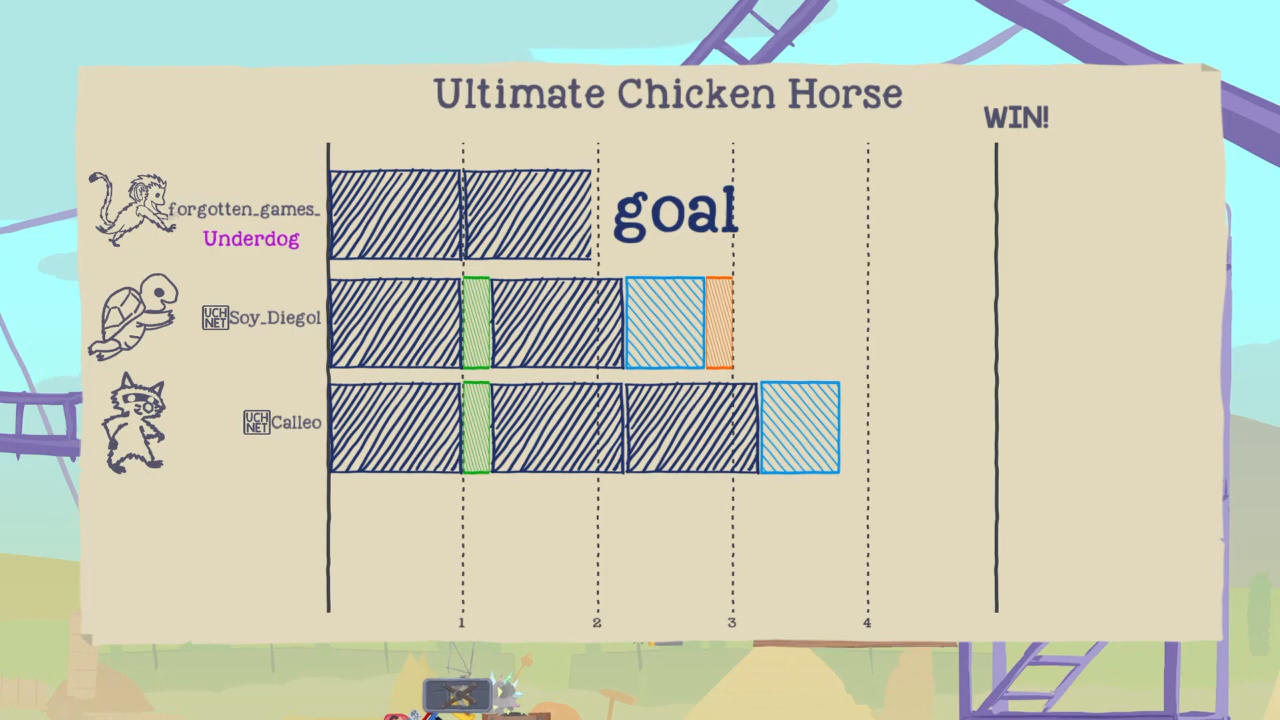 Ultimate Chicken Horse
WIN!
forgotten_games_
goal
Underdog
UCH NET Soy_Diegol
UCH NET Calleo
1 2 3 4